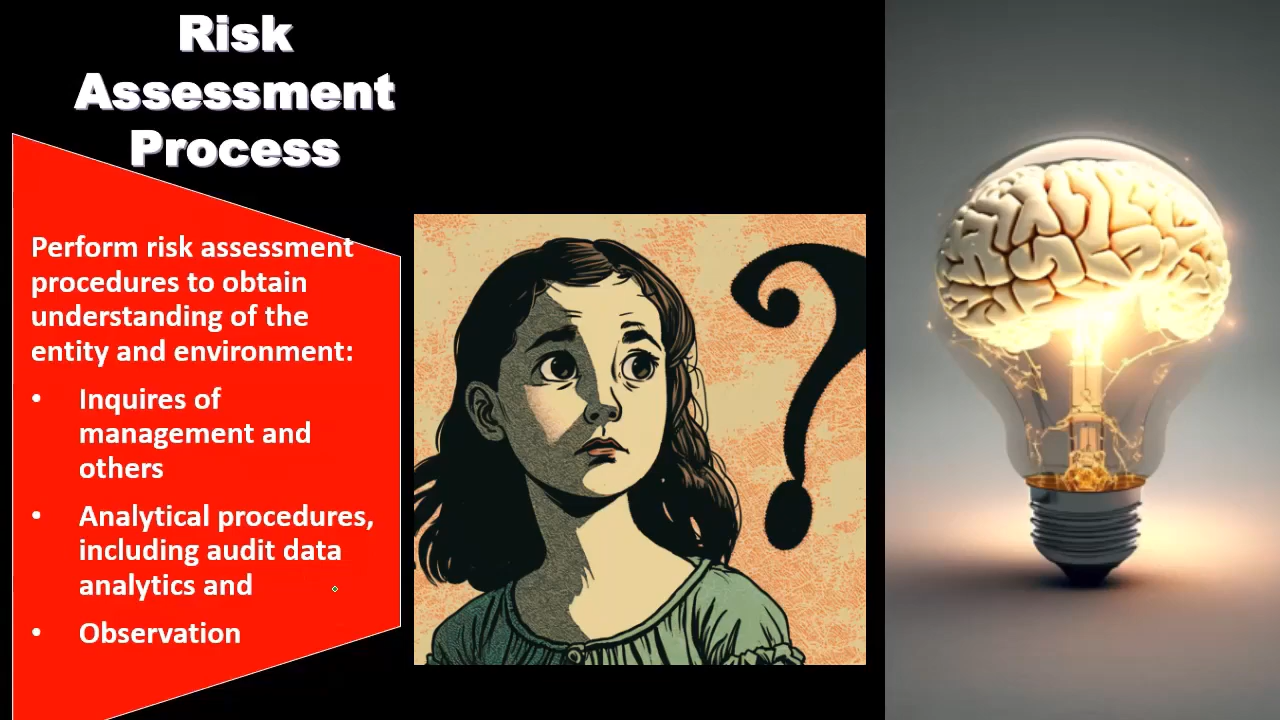 Risk
Assessment
Process
Perform risk assessment
procedures to obtain
understanding of the
entity and environment:
• Inquires of
management and
others
• Analytical procedures,
including audit data
analytics and
• Observation
?